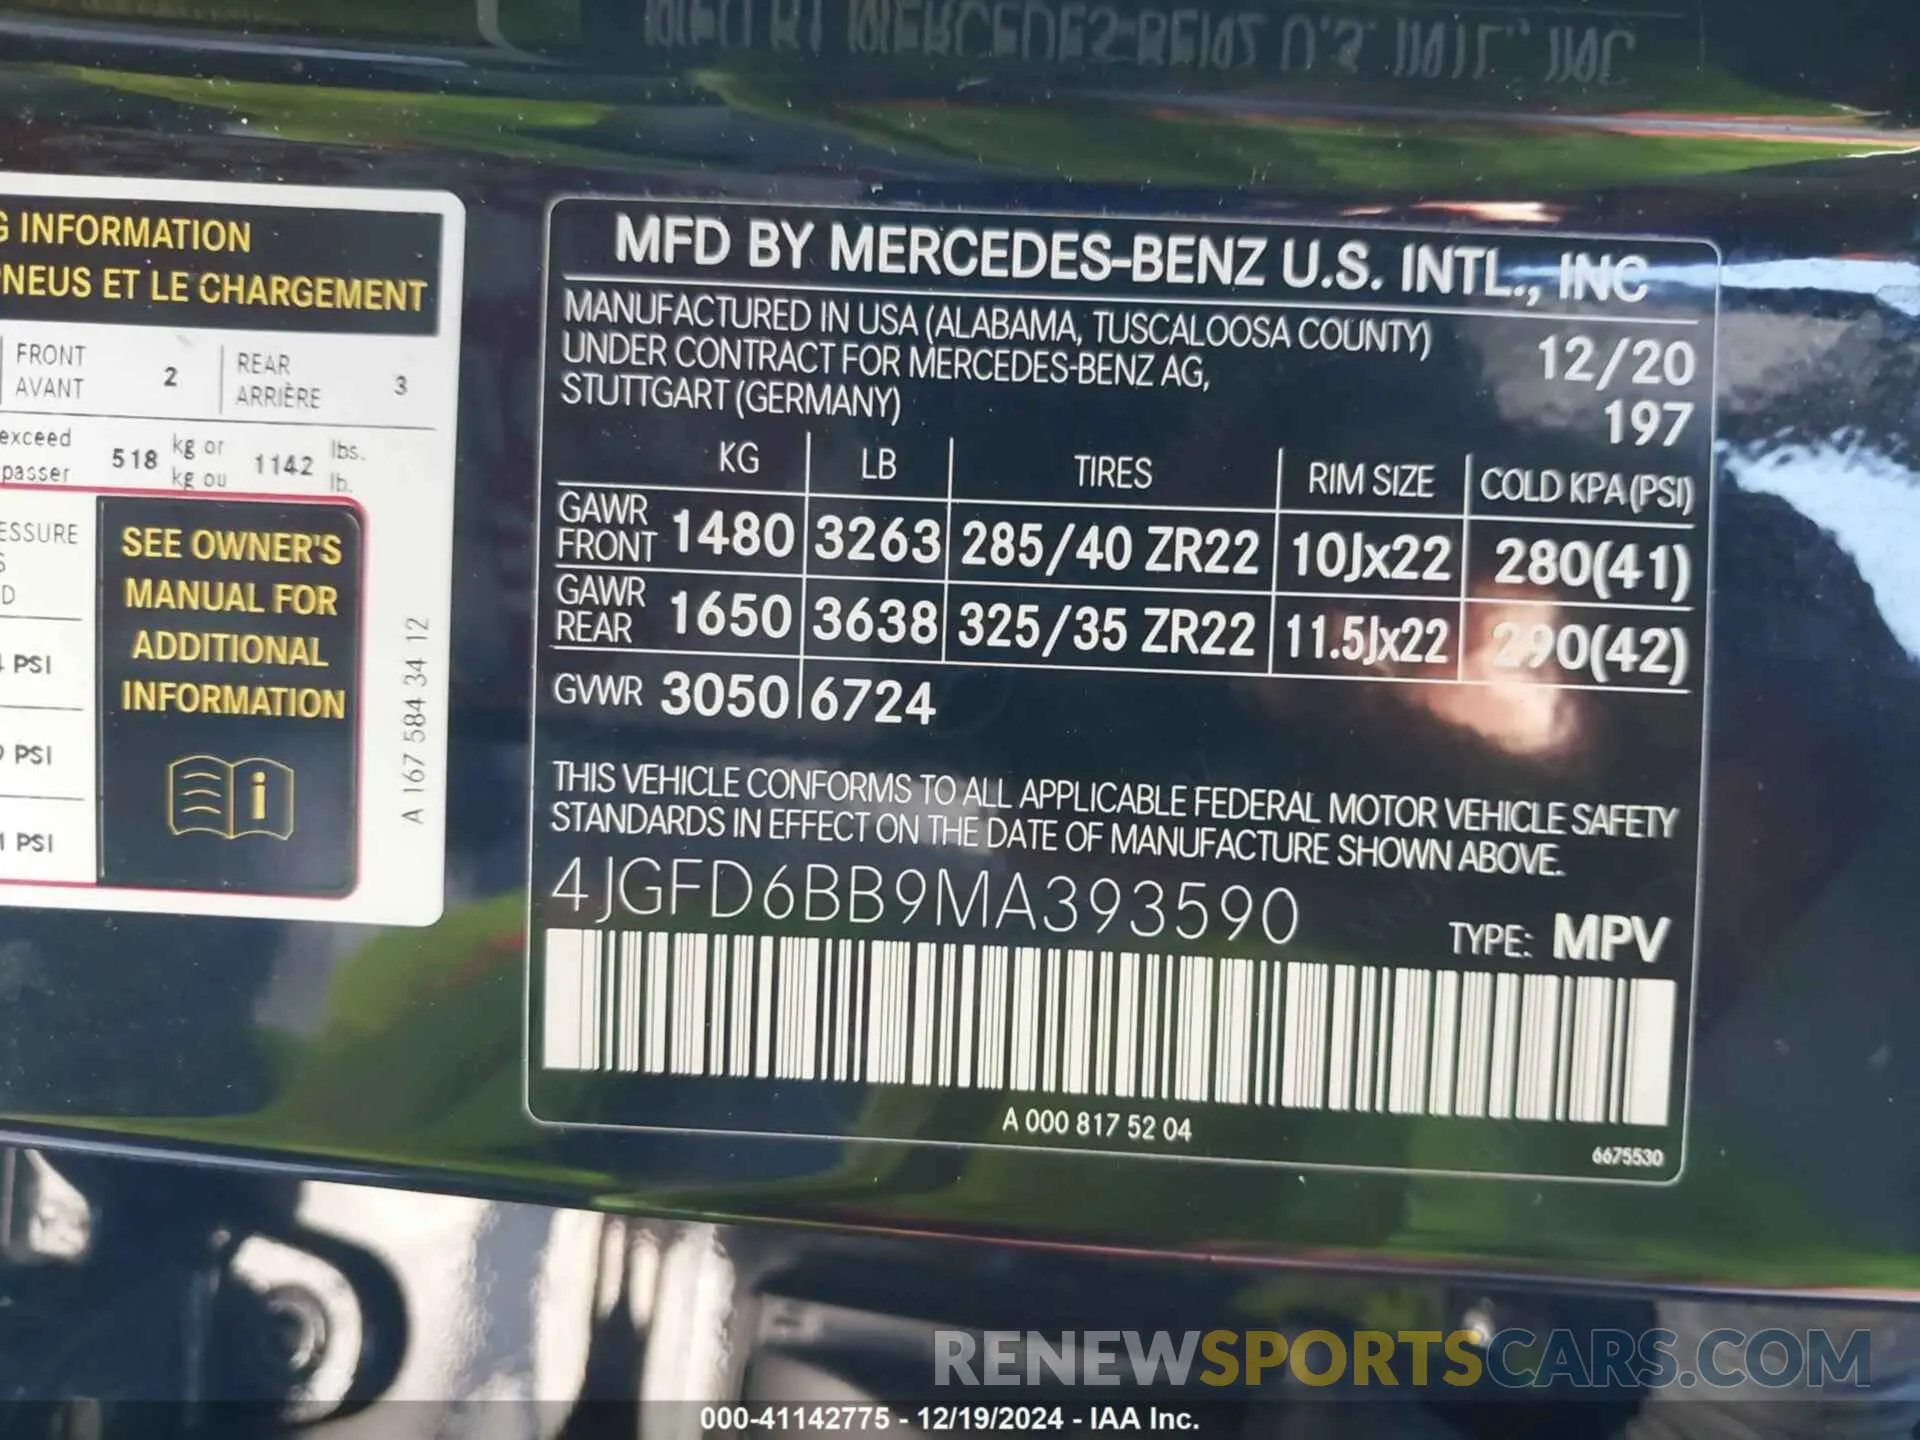 G INFORMATION
PNEUS ET LE CHARGEMENT
FRONT
AVANT
2
REAR
ARRIÈRE
3
exceed
passer
518
kg or
kg ou
1142
lbs.
lb.
ESSURE
D
PSI
PSI
PSI
SEE OWNER'S
MANUAL FOR
ADDITIONAL
INFORMATION
A 167 584 34 12
MFD BY MERCEDES-BENZ U.S. INTL., INC
MANUFACTURED IN USA (ALABAMA, TUSCALOOSA COUNTY)
UNDER CONTRACT FOR MERCEDES-BENZ AG,
STUTTGART (GERMANY)
12/20
197
KG LB TIRES RIM SIZE COLD KPA (PSI)
GAWR
FRONT 1480 3263 285/40 ZR22 10Jx22 280(41)
GAWR
REAR 1650 3638 325/35 ZR22 11.5Jx22 290(42)
GVWR 3050 6724
THIS VEHICLE CONFORMS TO ALL APPLICABLE FEDERAL MOTOR VEHICLE SAFETY
STANDARDS IN EFFECT ON THE DATE OF MANUFACTURE SHOWN ABOVE.
4JGFD6BB9MA393590
TYPE: MPV
A 000 817 52 04
6675530
RENEWSPORTSCARS.COM
000-41142775 - 12/19/2024 - IAA Inc.